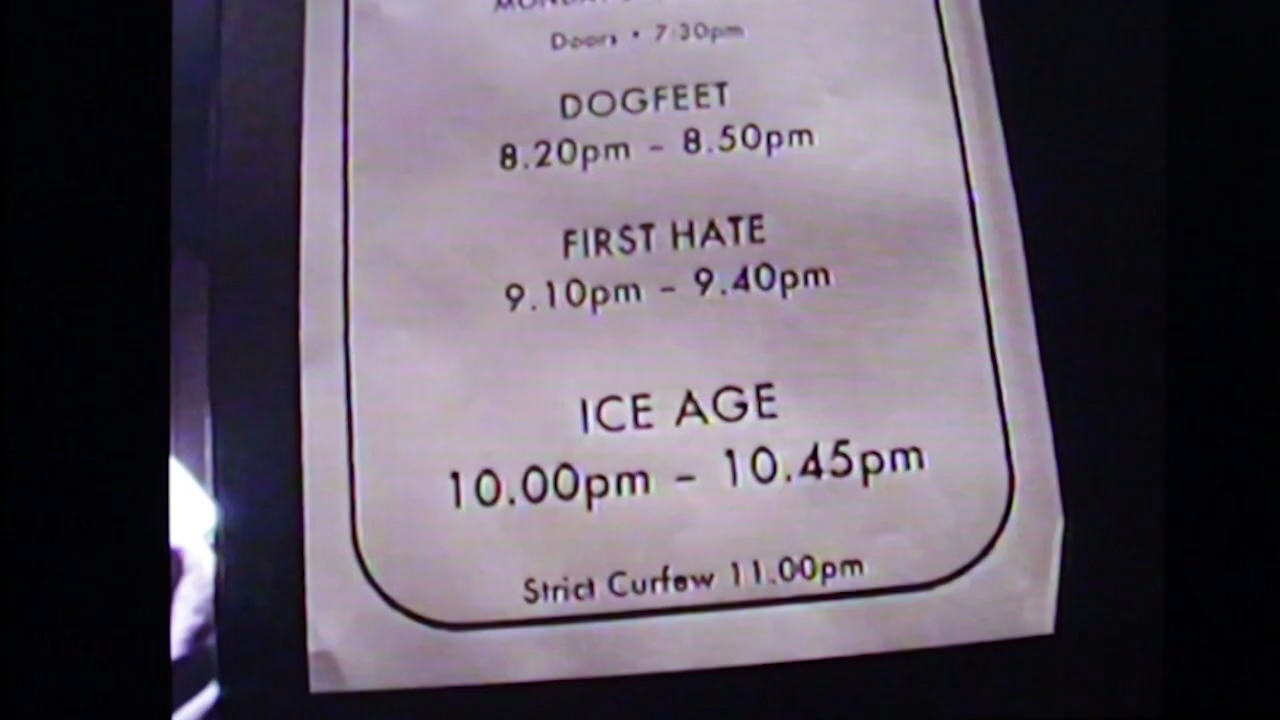 Doors • 7:30pm
DOGFEET
8.20pm – 8.50pm
FIRST HATE
9.10pm – 9.40pm
ICE AGE
10.00pm – 10.45pm
Strict Curfew 11.00pm